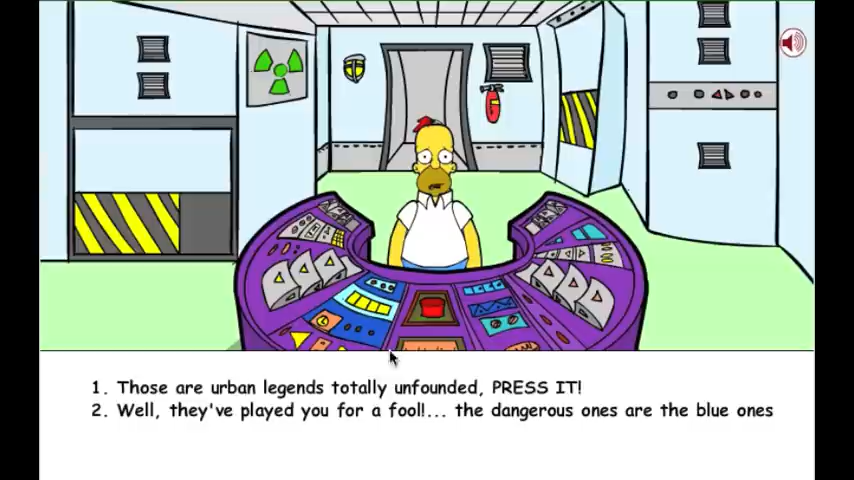 1. Those are urban legends totally unfounded, PRESS IT!
2. Well, they've played you for a fool!... the dangerous ones are the blue ones